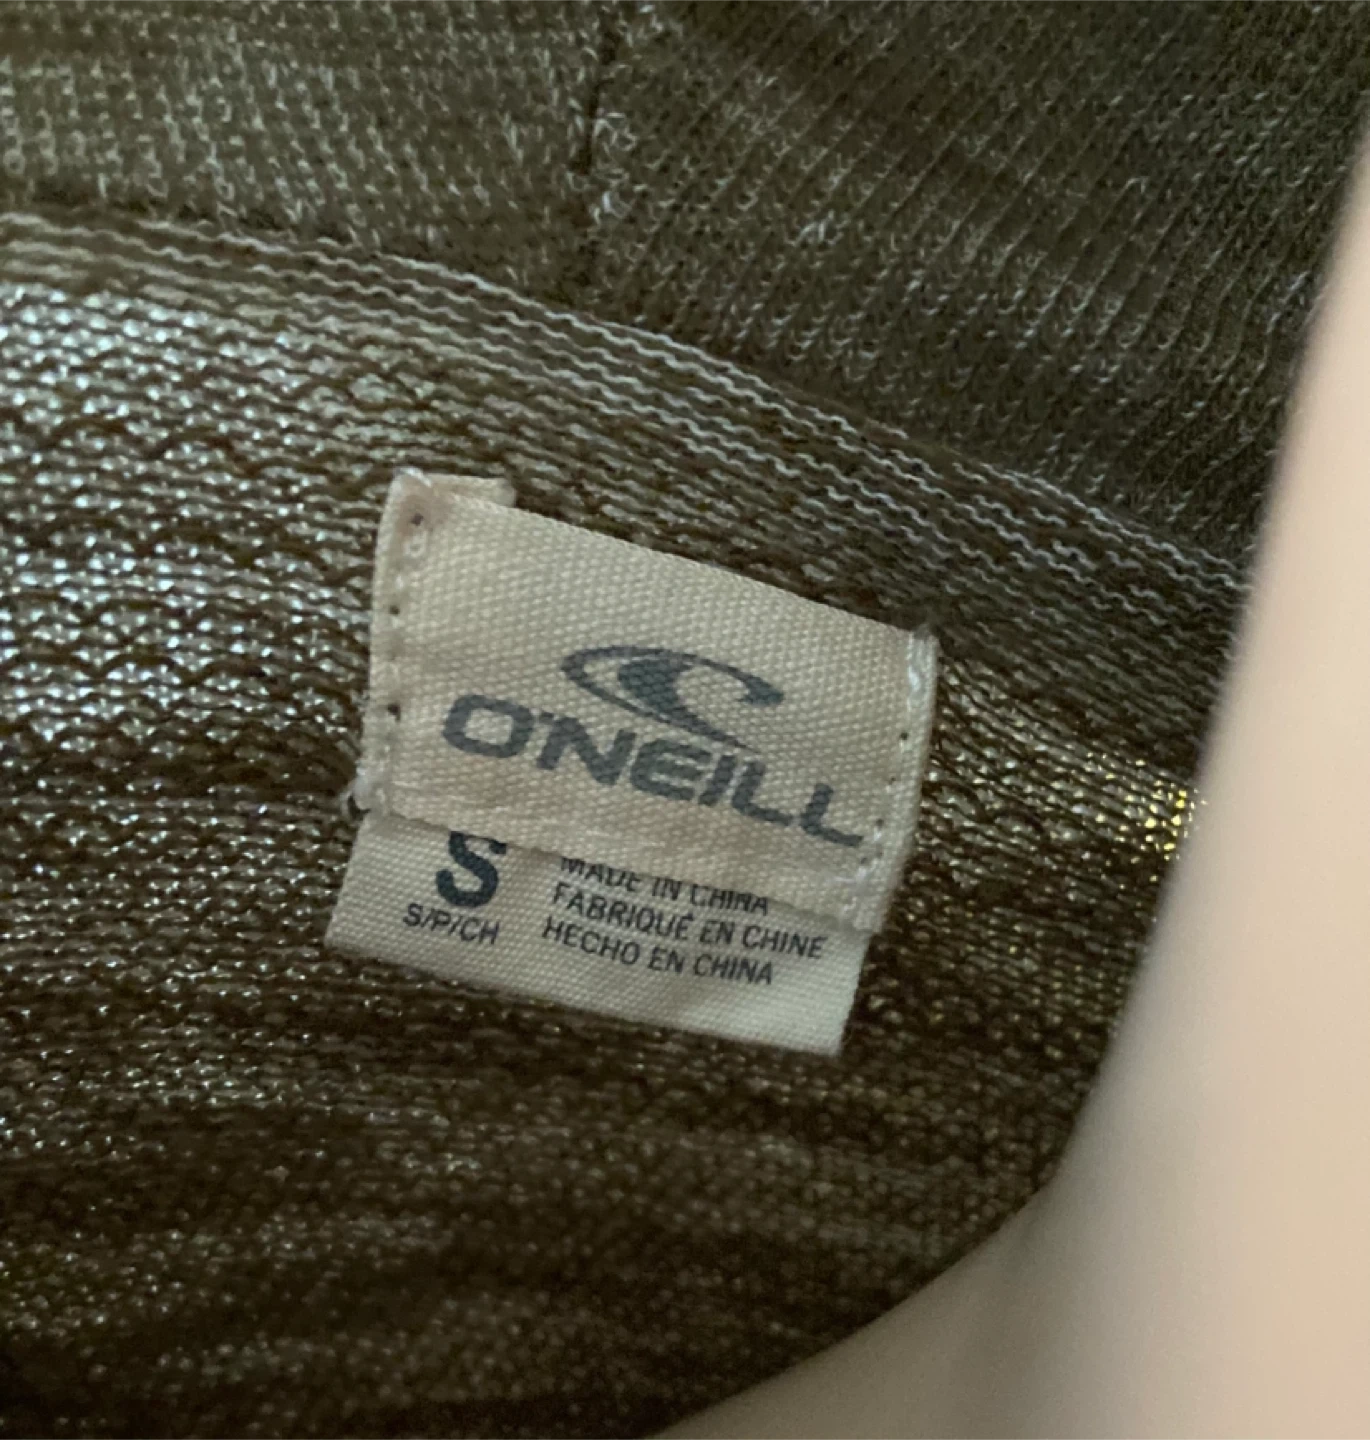 O'NEILL
S
S/P/CH
MADE IN CHINA
FABRIQUÉ EN CHINE
HECHO EN CHINA